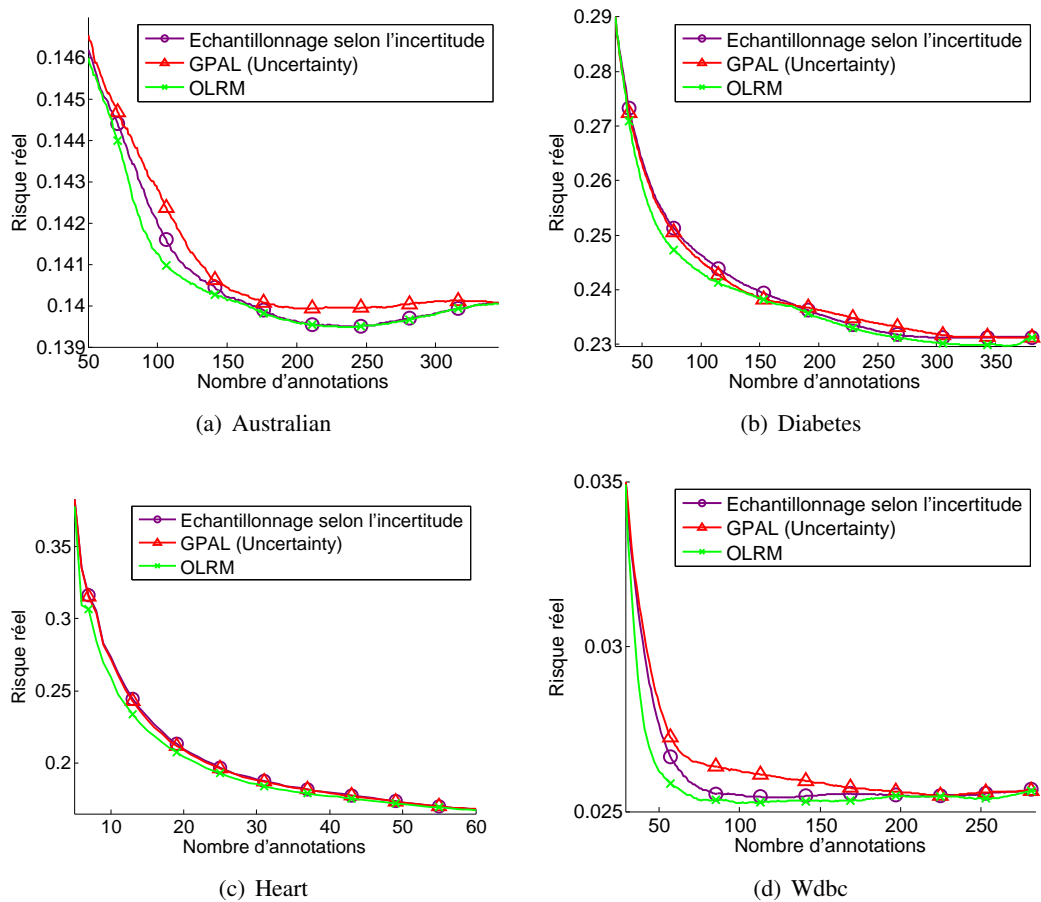 0.146
0.145
0.144
0.143
0.142
0.141
0.14
0.139
Risque réel
Echantillonnage selon l'incertitude
GPAL (Uncertainty)
OLRM
50 100 150 200 250 300
Nombre d'annotations
(a) Australian
0.29
0.28
0.27
0.26
0.25
0.24
0.23
Risque réel
Echantillonnage selon l'incertitude
GPAL (Uncertainty)
OLRM
50 100 150 200 250 300 350
Nombre d'annotations
(b) Diabetes
0.35
0.3
0.25
0.2
Risque réel
Echantillonnage selon l'incertitude
GPAL (Uncertainty)
OLRM
10 20 30 40 50 60
Nombre d'annotations
(c) Heart
0.035
0.03
0.025
Risque réel
Echantillonnage selon l'incertitude
GPAL (Uncertainty)
OLRM
50 100 150 200 250
Nombre d'annotations
(d) Wdbc